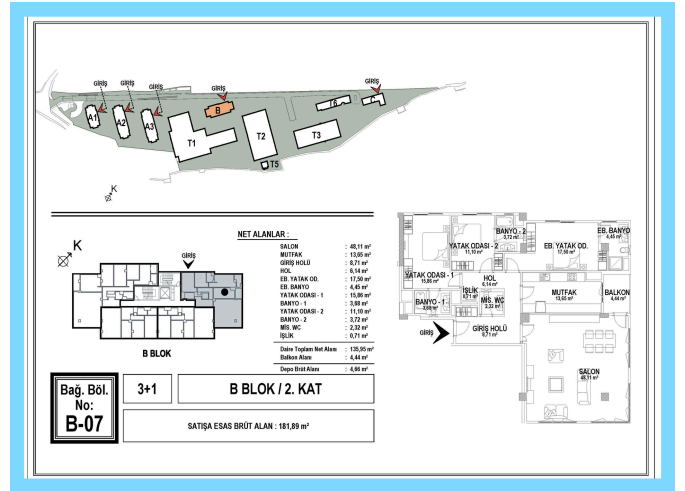 GİRİŞ
GİRİŞ
GİRİŞ
GİRİŞ
GİRİŞ
A1
A2
A3
B
T1
T2
T3
T5
T6
K
K
GİRİŞ
B BLOK
NET ALANLAR :
SALON : 48,11 m²
MUTFAK : 13,65 m²
GİRİŞ HOLÜ : 8,71 m²
HOL : 6,14 m²
EB. YATAK OD. : 17,50 m²
EB. BANYO : 4,45 m²
YATAK ODASI - 1 : 15,86 m²
BANYO - 1 : 3,68 m²
YATAK ODASI - 2 : 11,10 m²
BANYO - 2 : 3,72 m²
MİS. WC : 2,32 m²
İŞLİK : 0,71 m²
Daire Toplam Net Alanı : 135,95 m²
Balkon Alanı : 4,44 m²
Depo Brüt Alanı : 4,66 m²
Bağ. Böl.
No:
B-07
3+1
B BLOK / 2. KAT
SATIŞA ESAS BRÜT ALAN : 181,89 m²
BANYO - 2
3,72 m²
YATAK ODASI - 2
11,10 m²
EB. YATAK OD.
17,50 m²
EB. BANYO
4,45 m²
YATAK ODASI - 1
15,86 m²
HOL
6,14 m²
İŞLİK
0,71 m²
MİS. WC
2,32 m²
BANYO - 1
3,68 m²
MUTFAK
13,65 m²
BALKON
4,44 m²
GİRİŞ
GİRİŞ HOLÜ
8,71 m²
SALON
48,11 m²